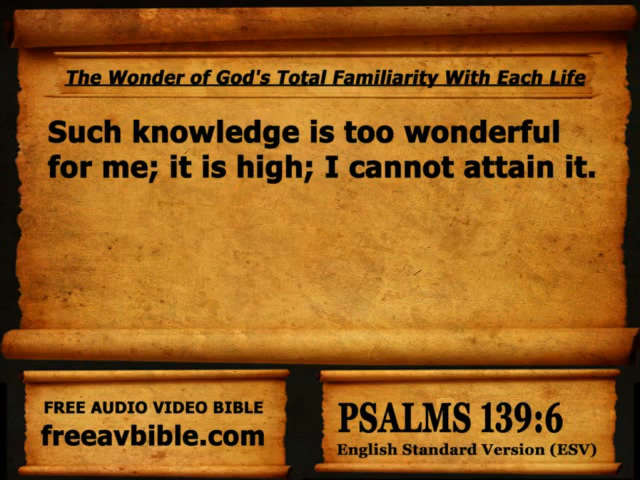 The Wonder of God's Total Familiarity With Each Life
Such knowledge is too wonderful
for me; it is high; I cannot attain it.
FREE AUDIO VIDEO BIBLE
freeavbible.com
PSALMS 139:6
English Standard Version (ESV)